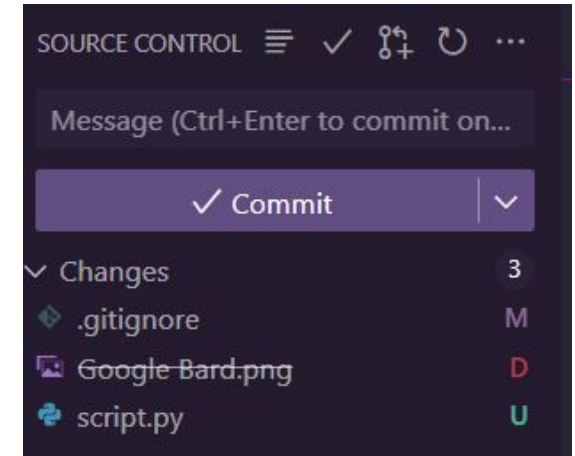 SOURCE CONTROL
Message (Ctrl+Enter to commit on...
Commit
Changes 3
.gitignore M
Google Bard.png D
script.py U